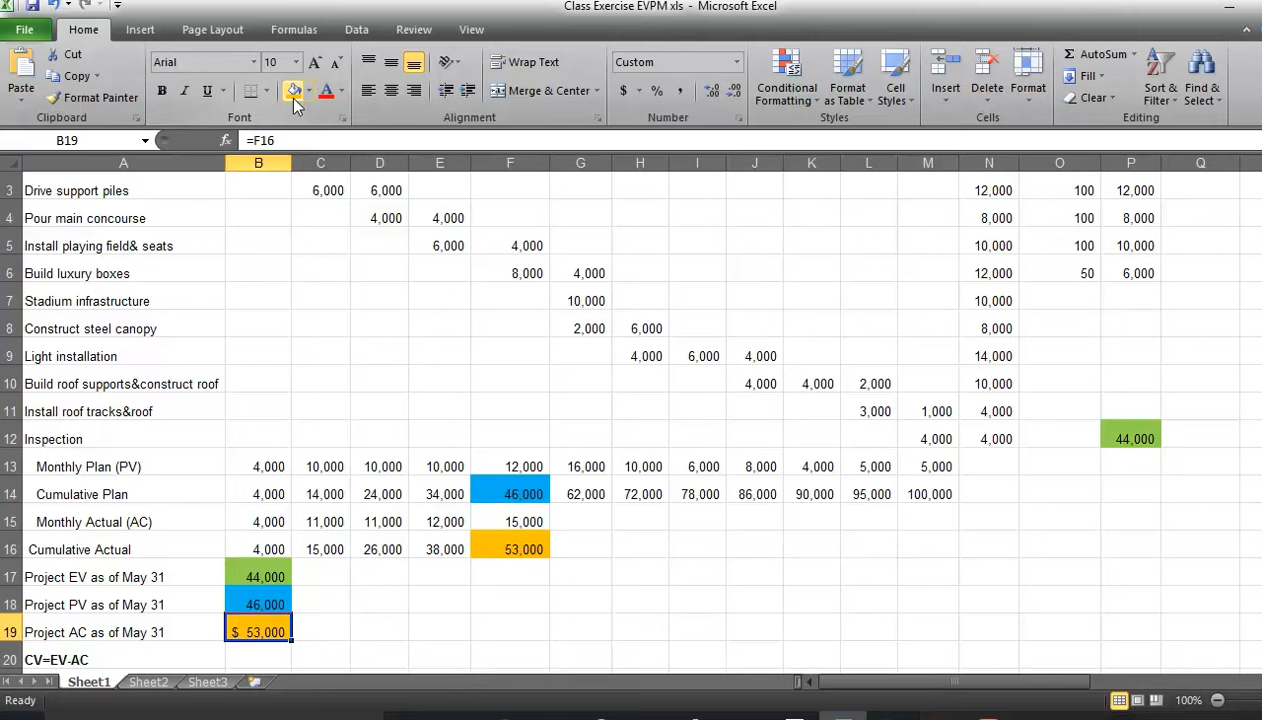 Class Exercise EVPM xls - Microsoft Excel
File Home Insert Page Layout Formulas Data Review View
Cut
Copy
Format Painter
Paste
Clipboard
Arial 10 A A
B I U A
Font
Wrap Text
Merge & Center
Alignment
Custom
$ % ,
Number
Conditional Formatting
Format as Table
Cell Styles
Styles
Insert Delete Format
Cells
Σ AutoSum
Fill
Clear
Sort & Filter
Find & Select
Editing
B19 fx =F16
A B C D E F G H I J K L M N O P Q
3 Drive support piles 6,000 6,000 12,000 100 12,000
4 Pour main concourse 4,000 4,000 8,000 100 8,000
5 Install playing field& seats 6,000 4,000 10,000 100 10,000
6 Build luxury boxes 8,000 4,000 12,000 50 6,000
7 Stadium infrastructure 10,000 10,000
8 Construct steel canopy 2,000 6,000 8,000
9 Light installation 4,000 6,000 4,000 14,000
10 Build roof supports&construct roof 4,000 4,000 2,000 10,000
11 Install roof tracks&roof 3,000 1,000 4,000
12 Inspection 4,000 4,000 44,000
13 Monthly Plan (PV) 4,000 10,000 10,000 10,000 12,000 16,000 10,000 6,000 8,000 4,000 5,000 5,000
14 Cumulative Plan 4,000 14,000 24,000 34,000 46,000 62,000 72,000 78,000 86,000 90,000 95,000 100,000
15 Monthly Actual (AC) 4,000 11,000 11,000 12,000 15,000
16 Cumulative Actual 4,000 15,000 26,000 38,000 53,000
17 Project EV as of May 31 44,000
18 Project PV as of May 31 46,000
19 Project AC as of May 31 $ 53,000
20 CV=EV-AC
Sheet1 Sheet2 Sheet3
Ready 100%